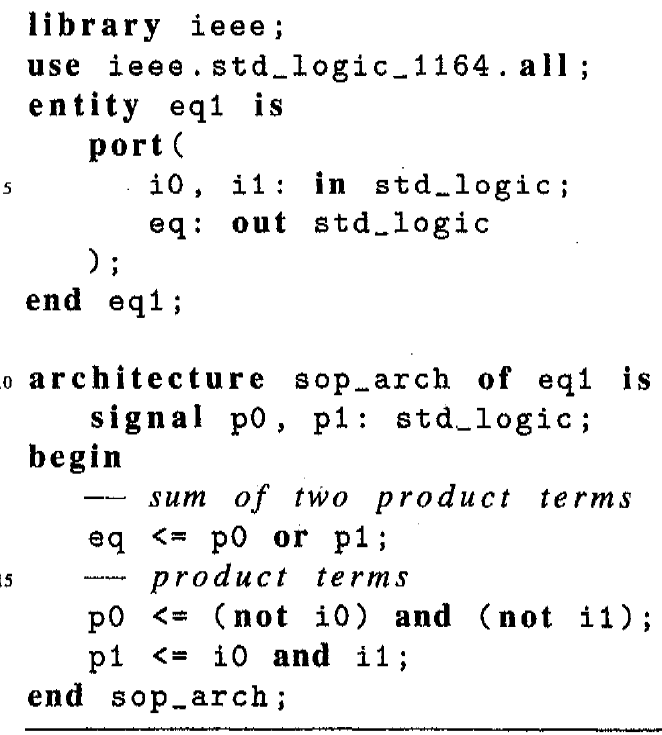 library ieee;
use ieee.std_logic_1164.all;
entity eq1 is
   port(
5      i0, i1: in std_logic;
      eq: out std_logic
   );
end eq1;

0 architecture sop_arch of eq1 is
   signal p0, p1: std_logic;
begin
   -- sum of two product terms
   eq <= p0 or p1;
15   -- product terms
   p0 <= (not i0) and (not i1);
   p1 <= i0 and i1;
end sop_arch;